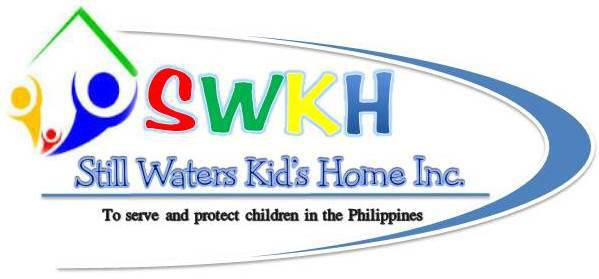 SWKH
Still Waters Kid's Home Inc.
To serve and protect children in the Philippines